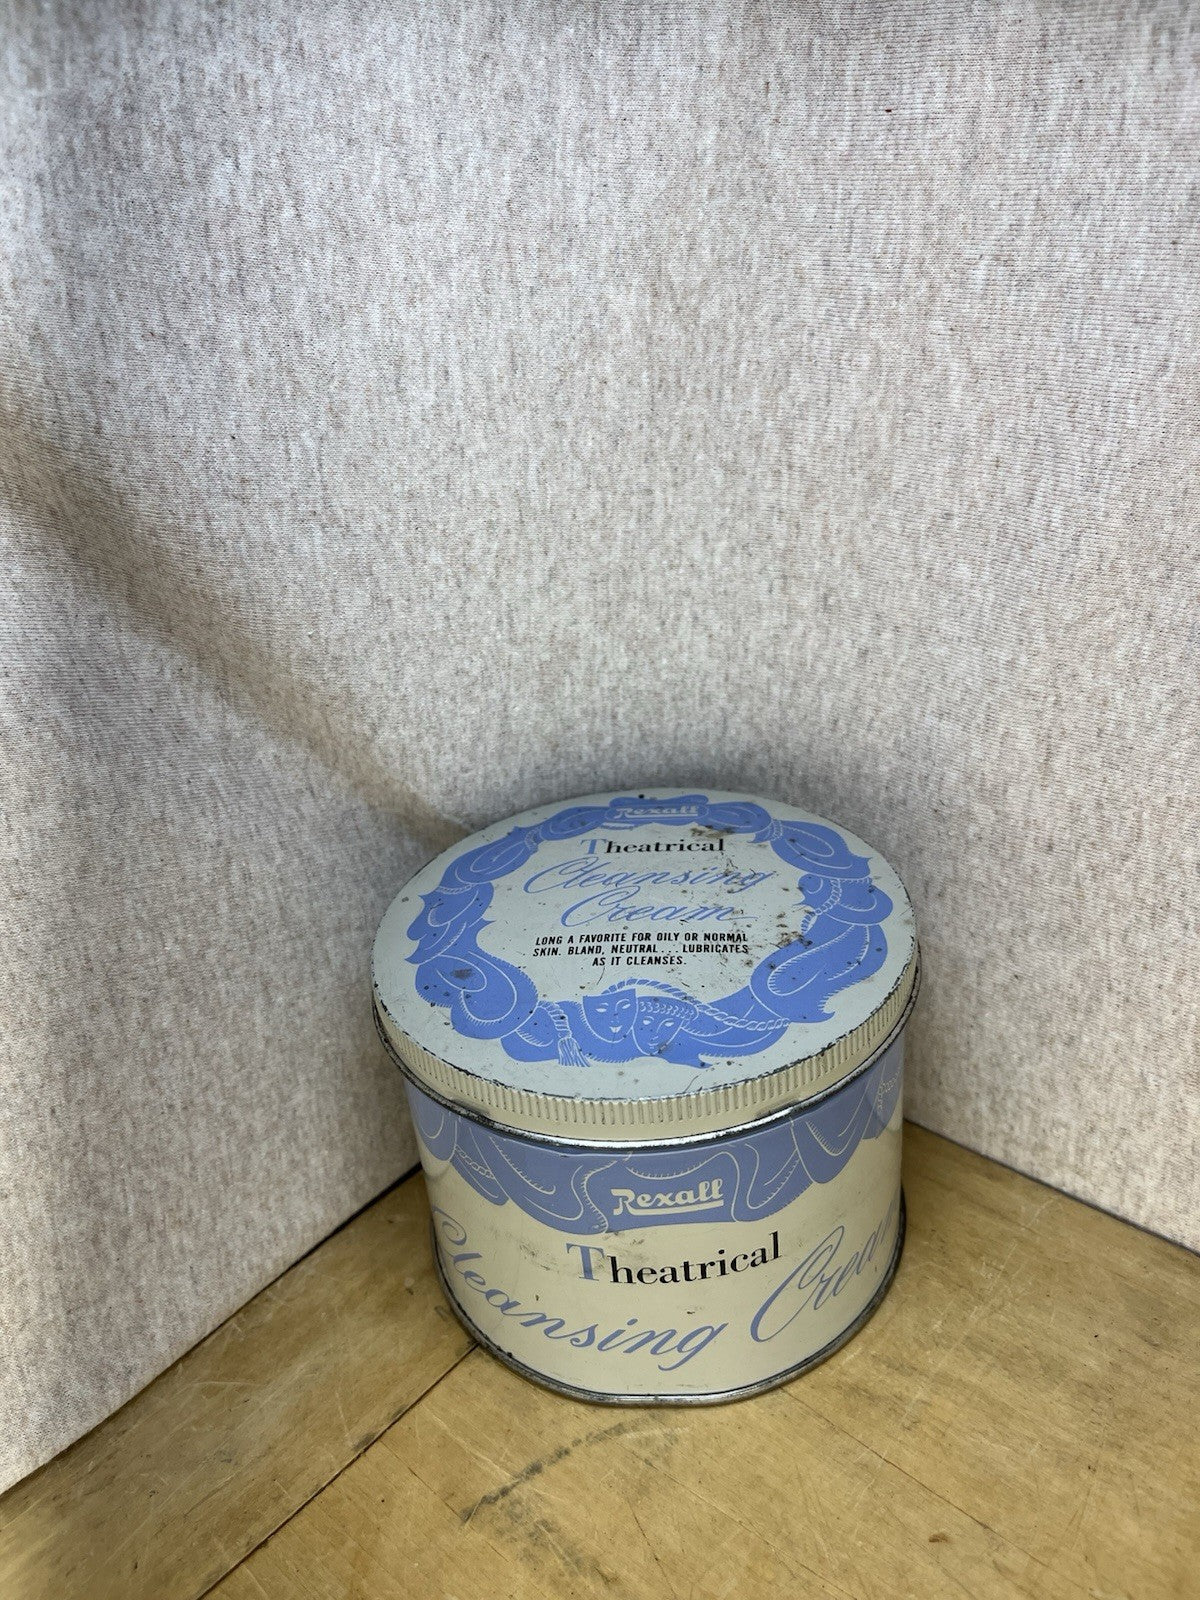 Rexall
Theatrical
Cleansing
Cream
LONG A FAVORITE FOR OILY OR NORMAL
SKIN. BLAND, NEUTRAL... LUBRICATES
AS IT CLEANSES.
Rexall
Theatrical
Cleansing Cream